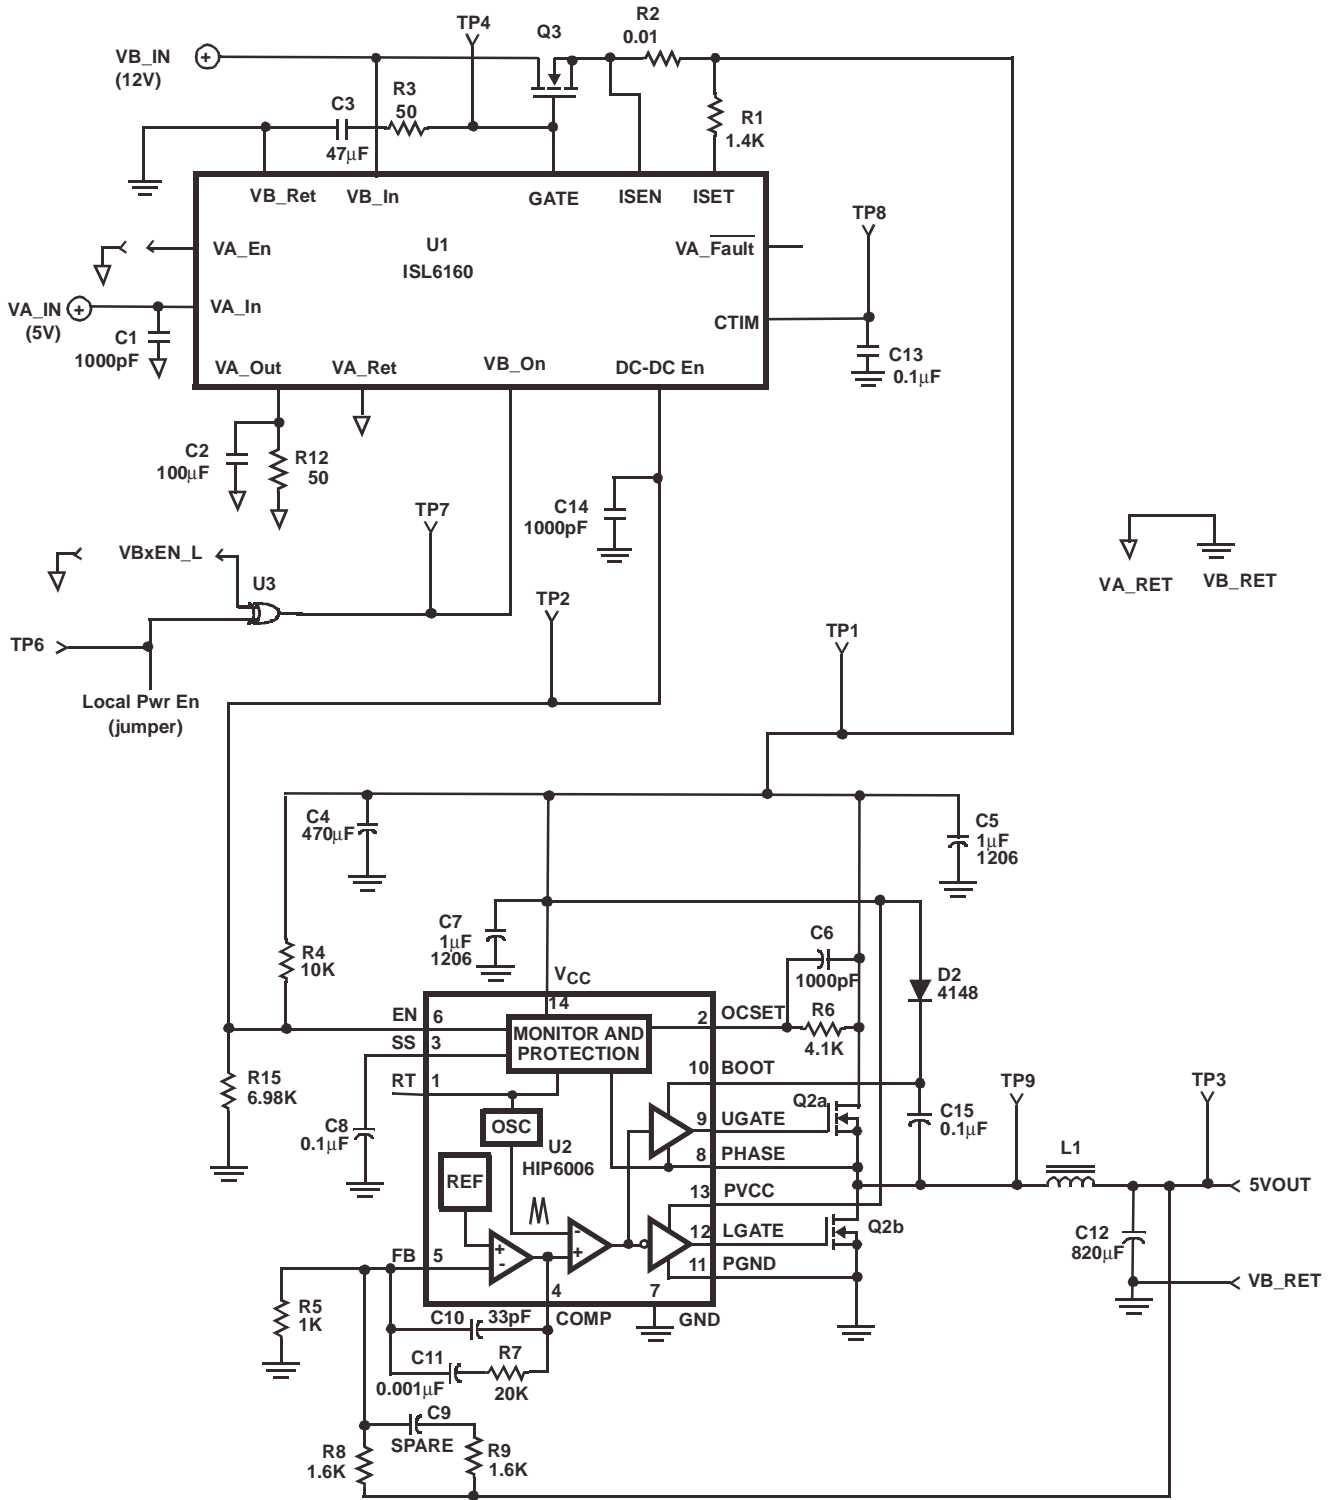 TP4
Q3
R2
0.01
VB_IN
(12V)
R3
50
C3
47µF
R1
1.4K
VB_Ret
VB_In
GATE
ISEN
ISET
TP8
VA_En
U1
ISL6160
VA_Fault
VA_IN
(5V)
VA_In
C1
1000pF
CTIM
C13
0.1µF
VA_Out
VA_Ret
VB_On
DC-DC En
C2
100µF
R12
50
C14
1000pF
TP7
VBxEN_L
U3
VA_RET
VB_RET
TP2
TP1
TP6
Local Pwr En
(jumper)
C4
470µF
C5
1µF
1206
C7
1µF
1206
C6
1000pF
R4
10K
D2
4148
VCC
14
EN
6
MONITOR AND
PROTECTION
2
OCSET
R6
4.1K
SS
3
RT
1
10
BOOT
R15
6.98K
C8
0.1µF
OSC
U2
HIP6006
REF
9
UGATE
Q2a
C15
0.1µF
TP9
TP3
8
PHASE
L1
13
PVCC
5VOUT
12
LGATE
Q2b
C12
820µF
FB
5
+
-
-
+
11
PGND
VB_RET
4
COMP
7
GND
R5
1K
C10
33pF
C11
0.001µF
R7
20K
C9
SPARE
R8
1.6K
R9
1.6K